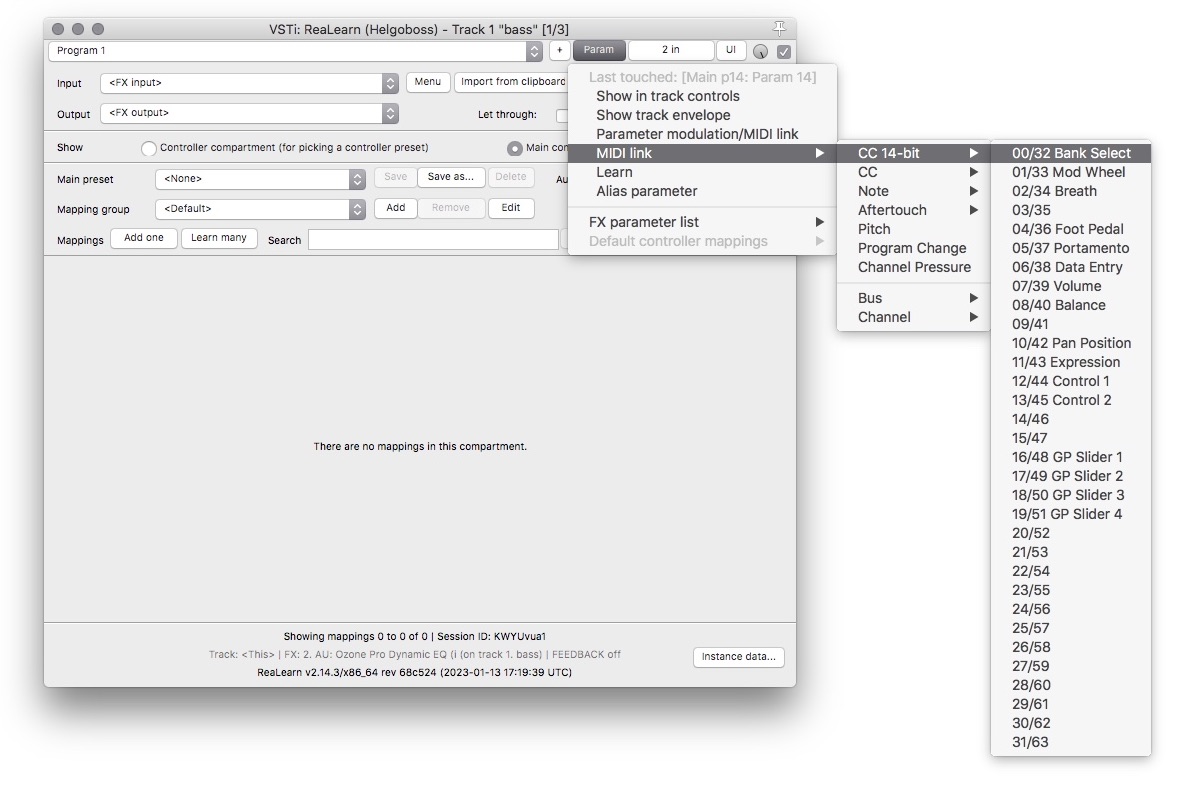 VSTi: ReaLearn (Helgoboss) - Track 1 "bass" [1/3]
Program 1
+
Param
2 in
UI
Input
<FX input>
Menu
Import from clipboard
Output
<FX output>
Let through:
Show
Controller compartment (for picking a controller preset)
Main con
Main preset
<None>
Save
Save as...
Delete
Au
Mapping group
<Default>
Add
Remove
Edit
Mappings
Add one
Learn many
Search
There are no mappings in this compartment.
Showing mappings 0 to 0 of 0 | Session ID: KWYUvua1
Track: <This> | FX: 2. AU: Ozone Pro Dynamic EQ (i (on track 1. bass) | FEEDBACK off
ReaLearn v2.14.3/x86_64 rev 68c524 (2023-01-13 17:19:39 UTC)
Instance data...
Last touched: [Main p14: Param 14]
Show in track controls
Show track envelope
Parameter modulation/MIDI link
MIDI link
Learn
Alias parameter
FX parameter list
Default controller mappings
CC 14-bit
CC
Note
Aftertouch
Pitch
Program Change
Channel Pressure
Bus
Channel
00/32 Bank Select
01/33 Mod Wheel
02/34 Breath
03/35
04/36 Foot Pedal
05/37 Portamento
06/38 Data Entry
07/39 Volume
08/40 Balance
09/41
10/42 Pan Position
11/43 Expression
12/44 Control 1
13/45 Control 2
14/46
15/47
16/48 GP Slider 1
17/49 GP Slider 2
18/50 GP Slider 3
19/51 GP Slider 4
20/52
21/53
22/54
23/55
24/56
25/57
26/58
27/59
28/60
29/61
30/62
31/63